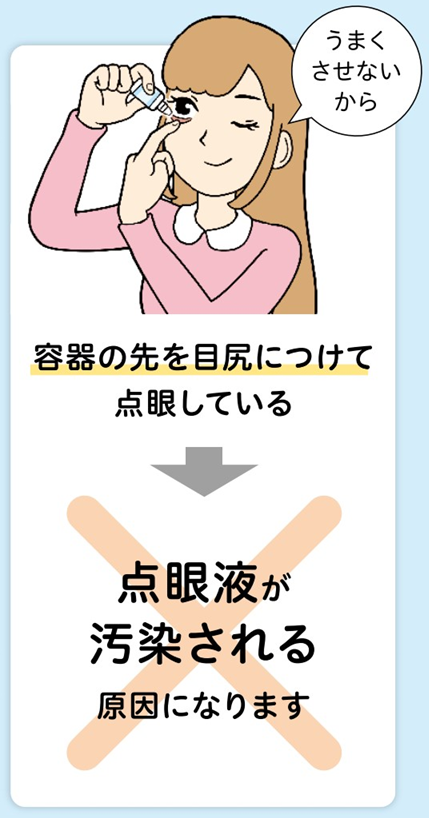 うまく
させない
から
容器の先を目尻につけて
点眼している
点眼液が
汚染される
原因になります